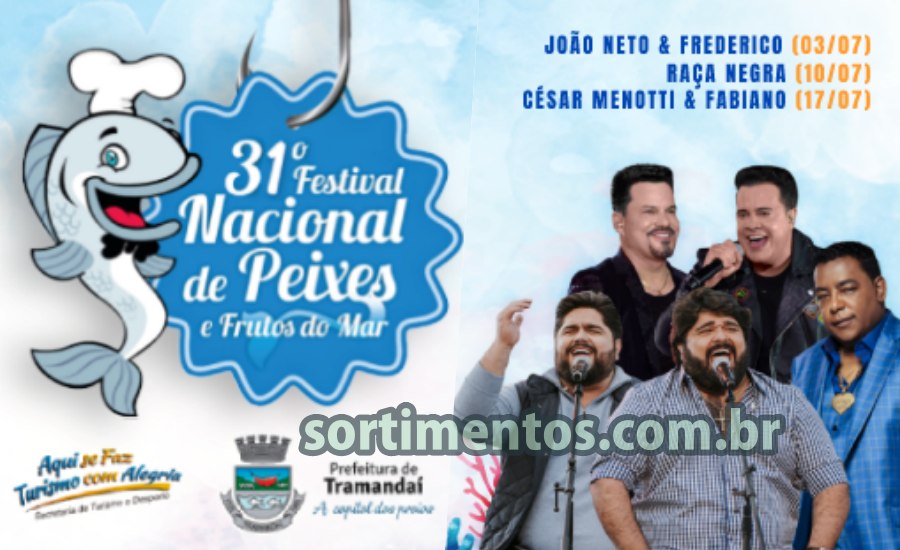 31º Festival
Nacional
de Peixes
e Frutos do Mar
JOÃO NETO & FREDERICO (03/07)
RAÇA NEGRA (10/07)
CÉSAR MENOTTI & FABIANO (17/07)
sortimentos.com.br
Aqui se Faz
Turismo com Alegria
Secretaria de Turismo e Desporto
Prefeitura de
Tramandaí
A capital das praias